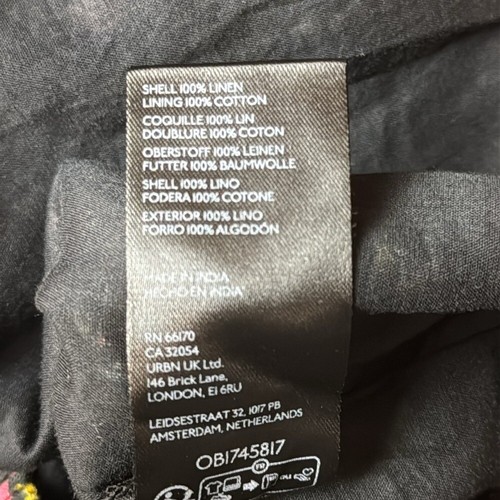 SHELL 100% LINEN
LINING 100% COTTON
COQUILLE 100% LIN
DOUBLURE 100% COTON
OBERSTOFF 100% LEINEN
FUTTER 100% BAUMWOLLE
SHELL 100% LINO
FODERA 100% COTONE
EXTERIOR 100% LINO
FORRO 100% ALGODÓN
MADE IN INDIA
HECHO EN INDIA
RN 66170
CA 32054
URBN UK Ltd.
146 Brick Lane,
LONDON, E1 6RU
LEIDSESTRAAT 32, 1017 PB
AMSTERDAM, NETHERLANDS
OB1745817